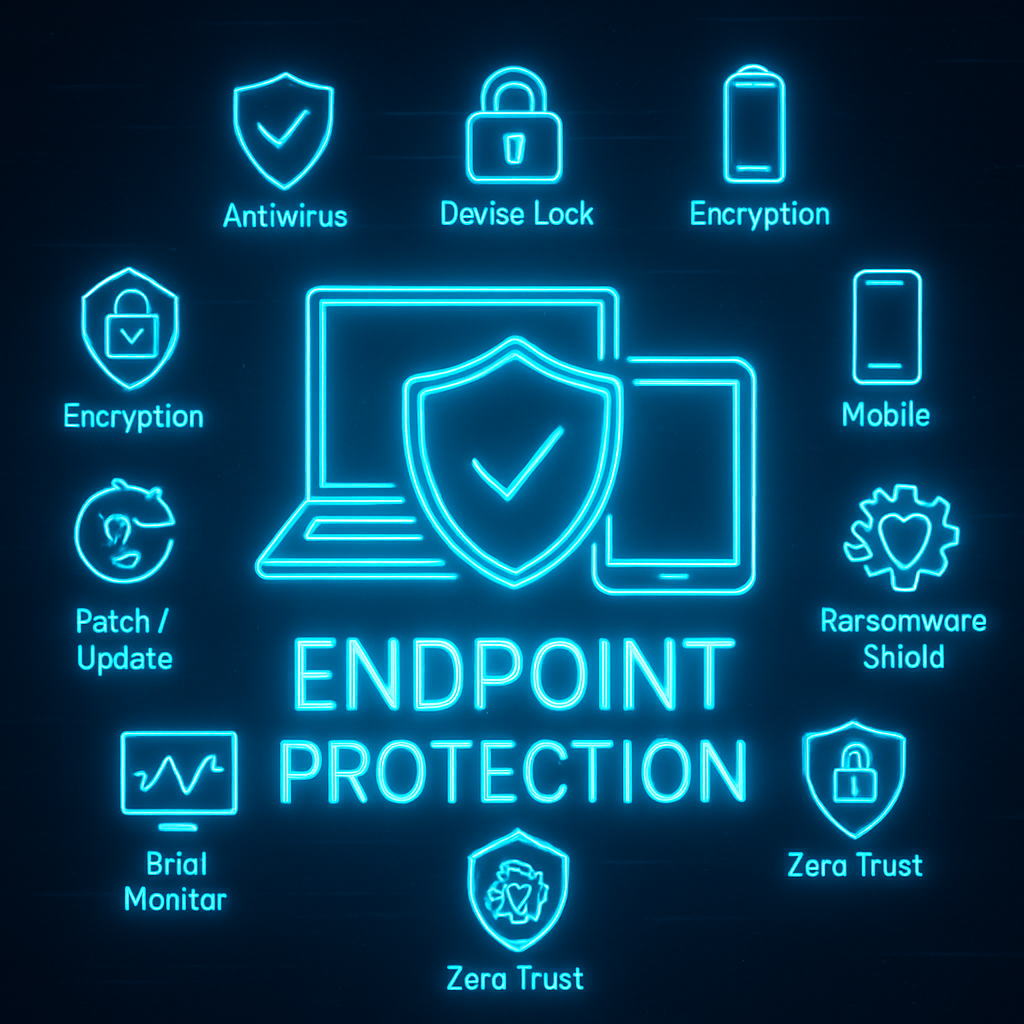 Antiwirus
Devise Lock
Encryption
Encryption
Mobile
Patch /
Update
Rarsomware
Shiold
ENDPOINT
PROTECTION
Brial
Monitar
Zera Trust
Zera Trust